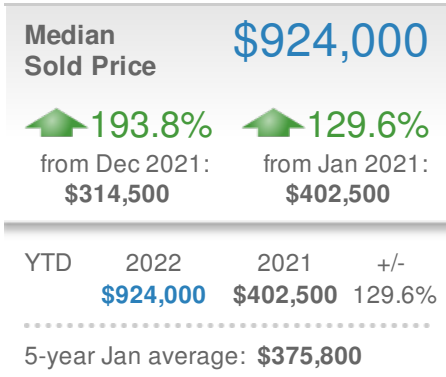 Median
Sold Price
$924,000
193.8%
from Dec 2021:
$314,500
129.6%
from Jan 2021:
$402,500
YTD 2022 2021 +/-
$924,000 $402,500 129.6%
5-year Jan average: $375,800